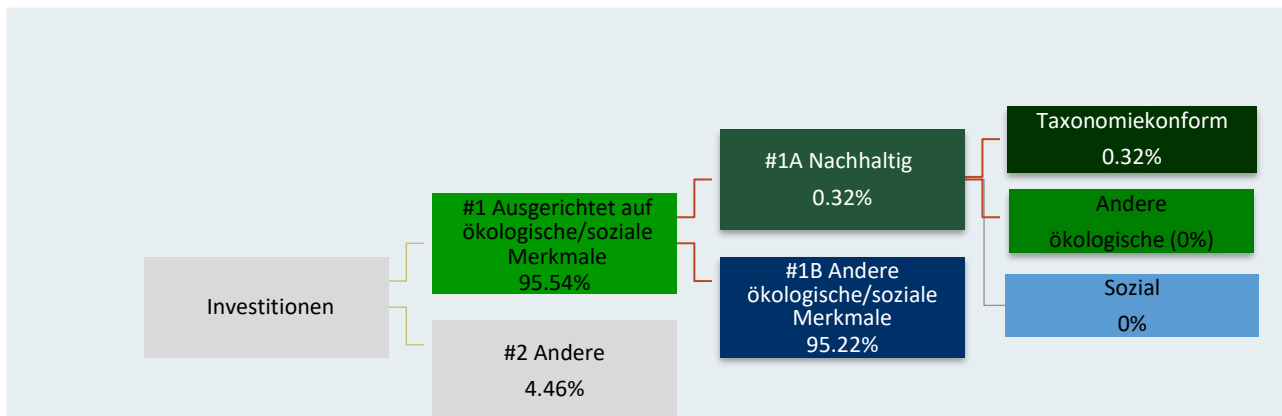 Investitionen
#1 Ausgerichtet auf
ökologische/soziale
Merkmale
95.54%
#2 Andere
4.46%
#1A Nachhaltig
0.32%
#1B Andere
ökologische/soziale
Merkmale
95.22%
Taxonomiekonform
0.32%
Andere
ökologische (0%)
Sozial
0%